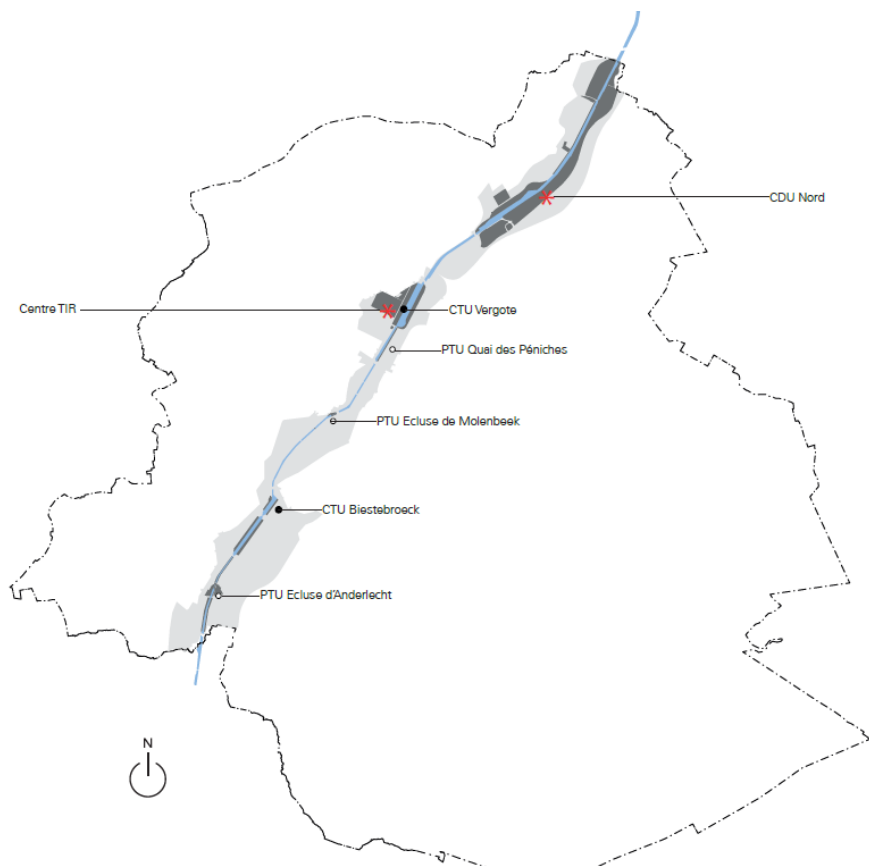 CDU Nord
Centre TIR
CTU Vergote
PTU Quai des Péniches
PTU Ecluse de Molenbeek
CTU Biestebroeck
PTU Ecluse d'Anderlecht
N